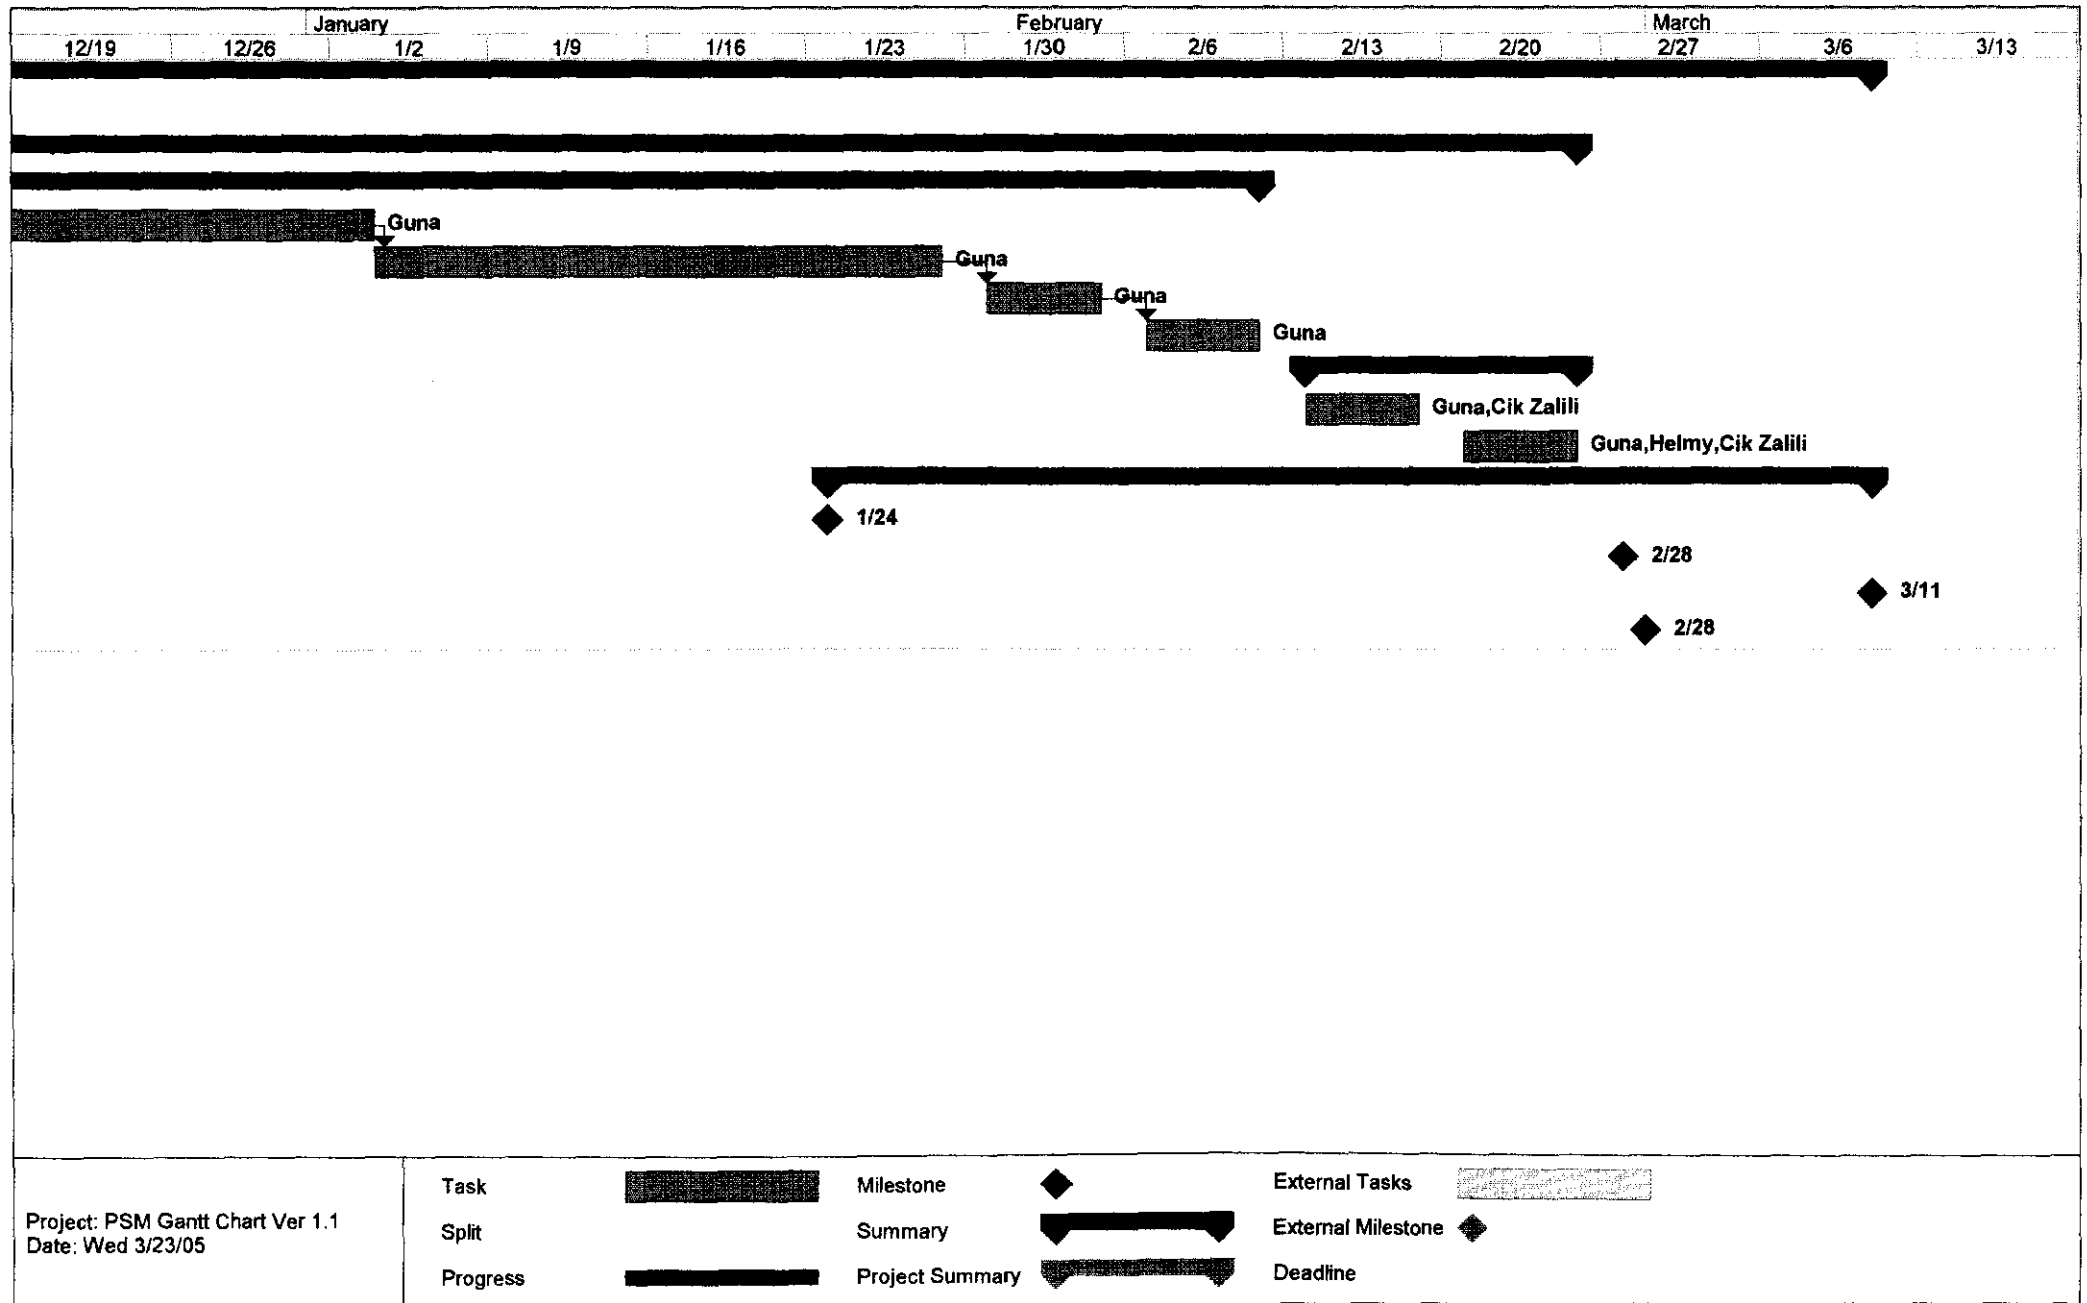 January February March
12/19 12/26 1/2 1/9 1/16 1/23 1/30 2/6 2/13 2/20 2/27 3/6 3/13
Guna
Guna
Guna
Guna
Guna,Cik Zalili
Guna,Helmy,Cik Zalili
1/24
2/28
3/11
2/28
Project: PSM Gantt Chart Ver 1.1
Date: Wed 3/23/05
Task Milestone External Tasks
Split Summary External Milestone
Progress Project Summary Deadline